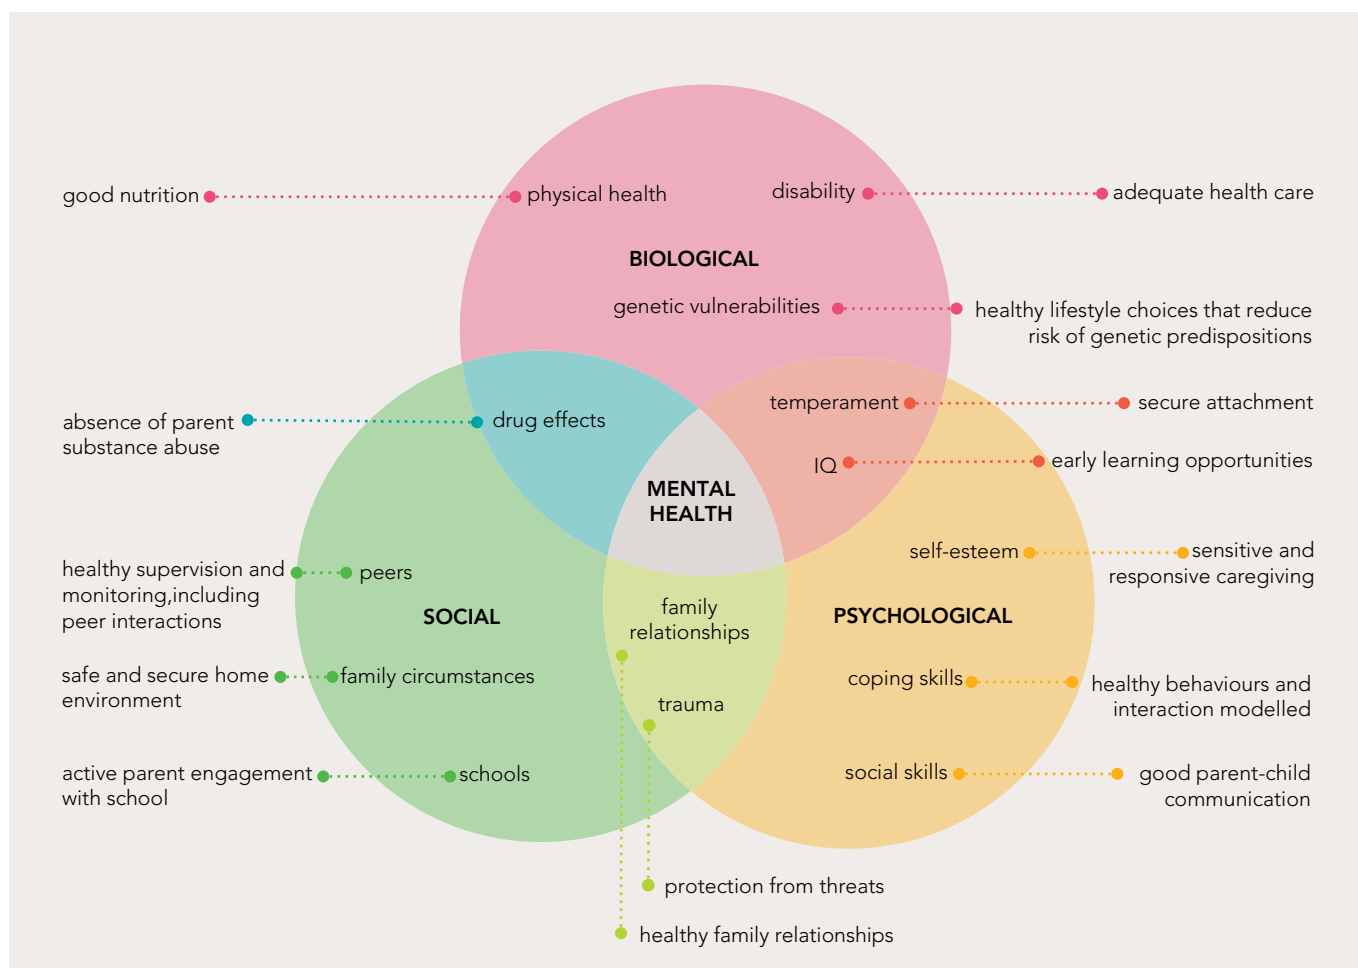 good nutrition
physical health
disability
adequate health care
BIOLOGICAL
genetic vulnerabilities
healthy lifestyle choices that reduce
risk of genetic predispositions
absence of parent
substance abuse
drug effects
temperament
secure attachment
IQ
early learning opportunities
MENTAL
HEALTH
healthy supervision and
monitoring,including
peer interactions
peers
SOCIAL
family
relationships
self-esteem
sensitive and
responsive caregiving
PSYCHOLOGICAL
safe and secure home
environment
family circumstances
trauma
coping skills
healthy behaviours and
interaction modelled
active parent engagement
with school
schools
social skills
good parent-child
communication
protection from threats
healthy family relationships